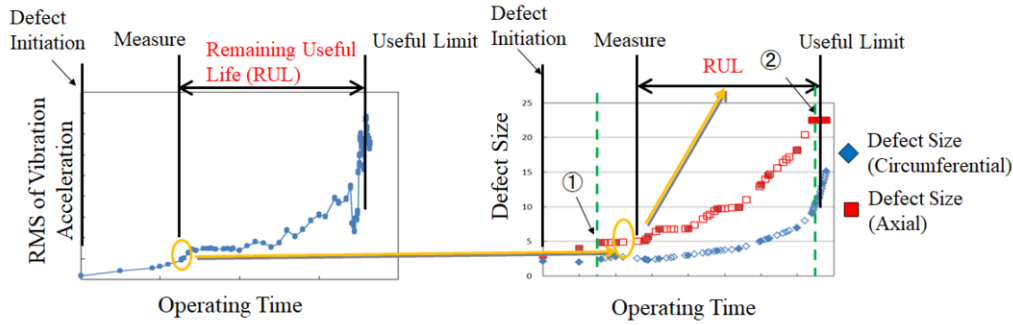 Defect
Initiation
Measure
Remaining Useful
Life (RUL)
Useful Limit
RMS of Vibration
Acceleration
Operating Time
Defect
Initiation
Measure
RUL
②
Useful Limit
①
Defect Size
25
20
15
10
5
0
Operating Time
Defect Size
(Circumferential)
Defect Size
(Axial)